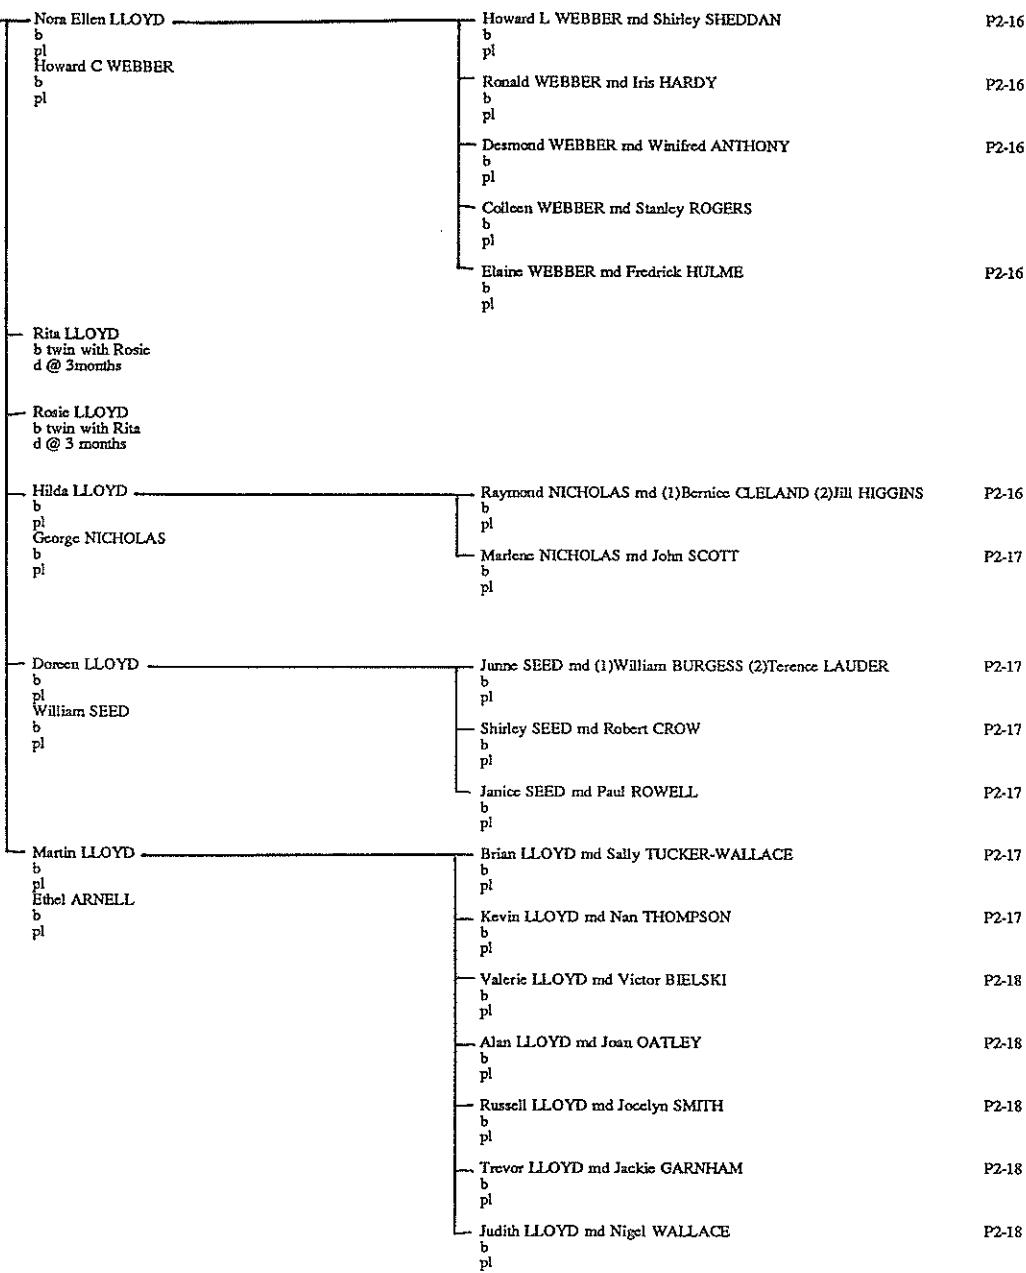 Nora Ellen LLOYD
b
pl
Howard C WEBBER
b
pl
Howard L WEBBER md Shirley SHEDDAN P2-16
b
pl
Ronald WEBBER md Iris HARDY P2-16
b
pl
Desmond WEBBER md Winifred ANTHONY P2-16
b
pl
Colleen WEBBER md Stanley ROGERS
b
pl
Elaine WEBBER md Fredrick HULME P2-16
b
pl
Rita LLOYD
b twin with Rosie
d @ 3months
Rosie LLOYD
b twin with Rita
d @ 3 months
Hilda LLOYD
b
pl
George NICHOLAS
b
pl
Raymond NICHOLAS md (1)Bernice CLELAND (2)Jill HIGGINS P2-16
b
pl
Marlene NICHOLAS md John SCOTT P2-17
b
pl
Doreen LLOYD
b
pl
William SEED
b
pl
Junne SEED md (1)William BURGESS (2)Terence LAUDER P2-17
b
pl
Shirley SEED md Robert CROW P2-17
b
pl
Janice SEED md Paul ROWELL P2-17
b
pl
Martin LLOYD
b
pl
Ethel ARNELL
b
pl
Brian LLOYD md Sally TUCKER-WALLACE P2-17
b
pl
Kevin LLOYD md Nan THOMPSON P2-17
b
pl
Valerie LLOYD md Victor BIELSKI P2-18
b
pl
Alan LLOYD md Joan OATLEY P2-18
b
pl
Russell LLOYD md Jocelyn SMITH P2-18
b
pl
Trevor LLOYD md Jackie GARNHAM P2-18
b
pl
Judith LLOYD md Nigel WALLACE P2-18
b
pl